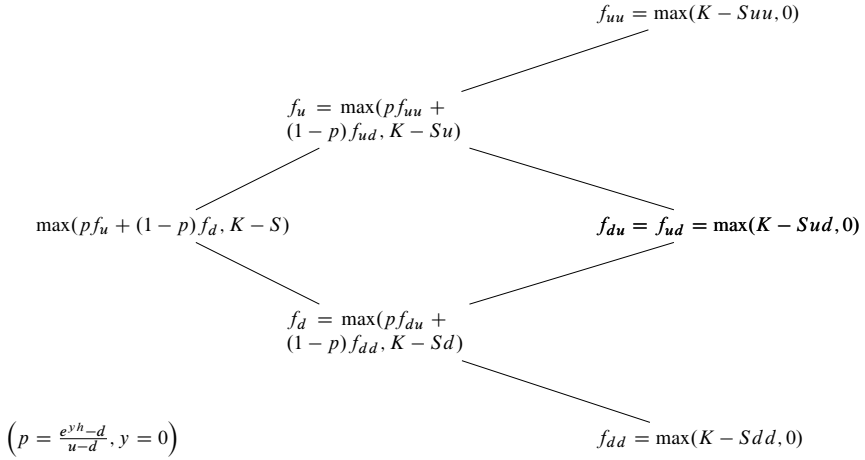 f_{uu} = max(K − Suu, 0)
f_u = max(pf_{uu} +
(1 − p)f_{ud}, K − Su)
max(pf_u + (1 − p)f_d, K − S)
f_{du} = f_{ud} = max(K − Sud, 0)
f_d = max(pf_{du} +
(1 − p)f_{dd}, K − Sd)
(p = \frac{e^{yh}−d}{u−d}, y = 0)
f_{dd} = max(K − Sdd, 0)